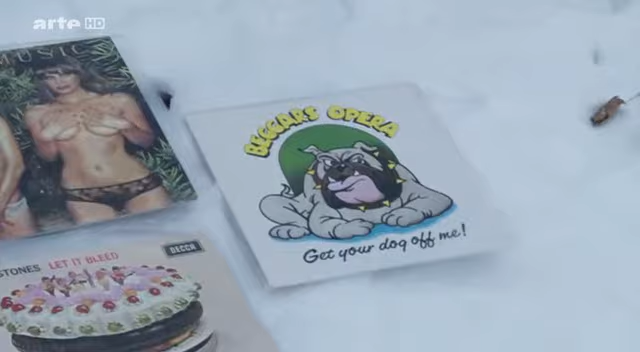 arte HD
MUSIC
BEGGARS OPERA
Get your dog off me!
STONES LET IT BLEED
DECCA